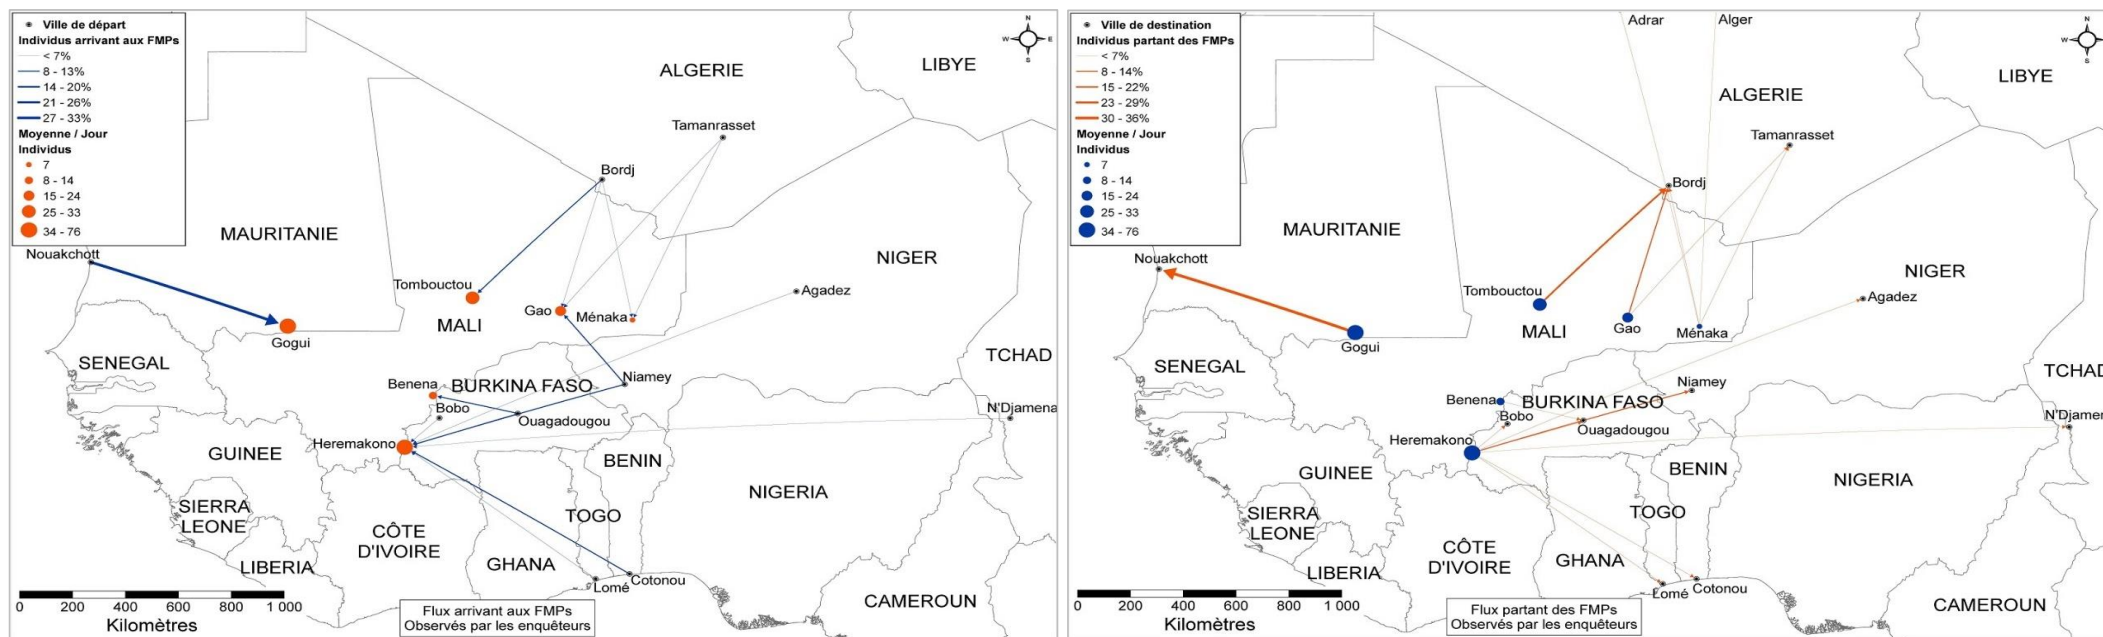 Ville de départ
Individus arrivant aux FMPs
< 7%
8 - 13%
14 - 20%
21 - 26%
27 - 33%
Moyenne / Jour
Individus
7
8 - 14
15 - 24
25 - 33
34 - 76
N
W
E
S
ALGERIE
LIBYE
Tamanrasset
Bordj
MAURITANIE
Nouakchott
NIGER
Tombouctou
Agadez
Gao
Ménaka
MALI
Gogui
SENEGAL
TCHAD
Niamey
Benena
BURKINA FASO
Bobo
N'Djamena
Ouagadougou
Heremakono
GUINEE
BENIN
NIGERIA
SIERRA
LEONE
TOGO
CÔTE
D'IVOIRE
GHANA
LIBERIA
Lomé
Cotonou
CAMEROUN
0 200 400 600 800 1 000
Kilomètres
Flux arrivant aux FMPs
Observés par les enquêteurs
Ville de destination
Individus partant des FMPs
< 7%
8 - 14%
15 - 22%
23 - 29%
30 - 36%
Moyenne / Jour
Individus
7
8 - 14
15 - 24
25 - 33
34 - 76
Adrar
Alger
N
W
E
S
LIBYE
ALGERIE
Tamanrasset
Bordj
MAURITANIE
Nouakchott
NIGER
Tombouctou
Agadez
Gao
Ménaka
MALI
Gogui
SENEGAL
TCHAD
Niamey
Benena
BURKINA FASO
Bobo
N'Djamen
Ouagadougou
Heremakono
GUINEE
BENIN
NIGERIA
SIERRA
LEONE
TOGO
CÔTE
D'IVOIRE
GHANA
LIBERIA
Lomé
Cotonou
CAMEROUN
0 200 400 600 800 1 000
Kilomètres
Flux partant des FMPs
Observés par les enquêteurs